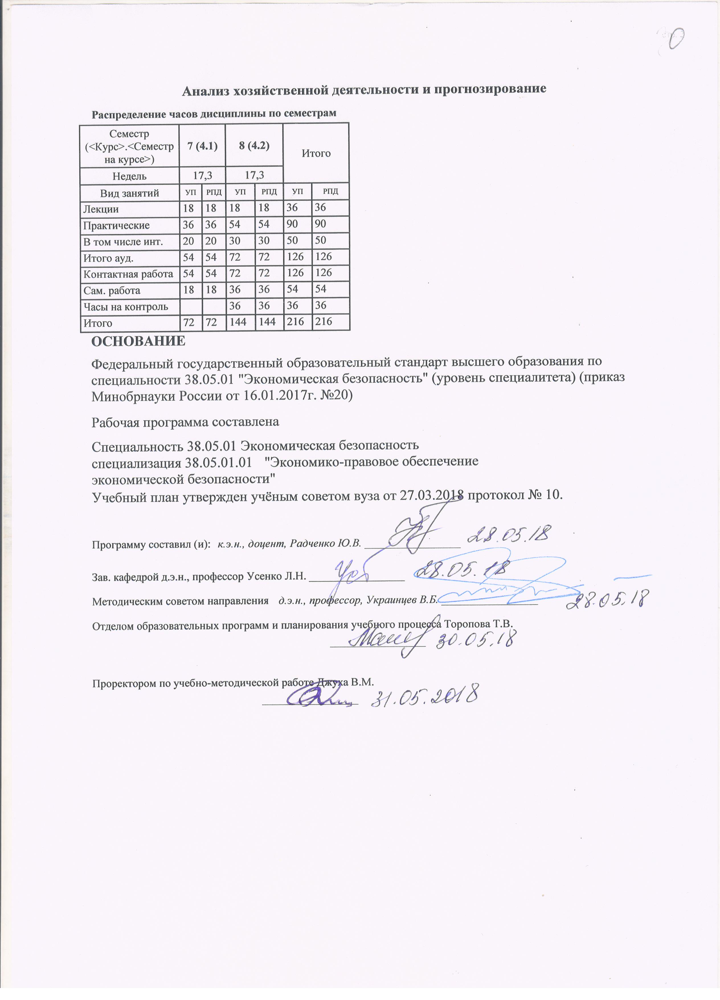 Анализ хозяйственной деятельности и прогнозирование
Распределение часов дисциплины по семестрам
Семестр (<Курс>.<Семестр на курсе>) 7 (4.1) 8 (4.2) Итого
Недель 17,3 17,3
Вид занятий УП РПД УП РПД УП РПД
Лекции 18 18 18 18 36 36
Практические 36 36 54 54 90 90
В том числе инт. 20 20 30 30 50 50
Итого ауд. 54 54 72 72 126 126
Контактная работа 54 54 72 72 126 126
Сам. работа 18 18 36 36 54 54
Часы на контроль 36 36 36 36
Итого 72 72 144 144 216 216
ОСНОВАНИЕ
Федеральный государственный образовательный стандарт высшего образования по
специальности 38.05.01 "Экономическая безопасность" (уровень специалитета) (приказ
Минобрнауки России от 16.01.2017г. №20)
Рабочая программа составлена
Специальность 38.05.01 Экономическая безопасность
специализация 38.05.01.01 "Экономико-правовое обеспечение
экономической безопасности"
Учебный план утвержден учёным советом вуза от 27.03.2018 протокол № 10.
Программу составил (и): к.э.н., доцент, Радченко Ю.В. 28.05.18
Зав. кафедрой д.э.н., профессор Усенко Л.Н. 28.05.18
Методическим советом направления д.э.н., профессор, Украинцев В.Б. 28.05.18
Отделом образовательных программ и планирования учебного процесса Торопова Т.В.
30.05.18
Проректором по учебно-методической работе Джуха В.М.
31.05.2018